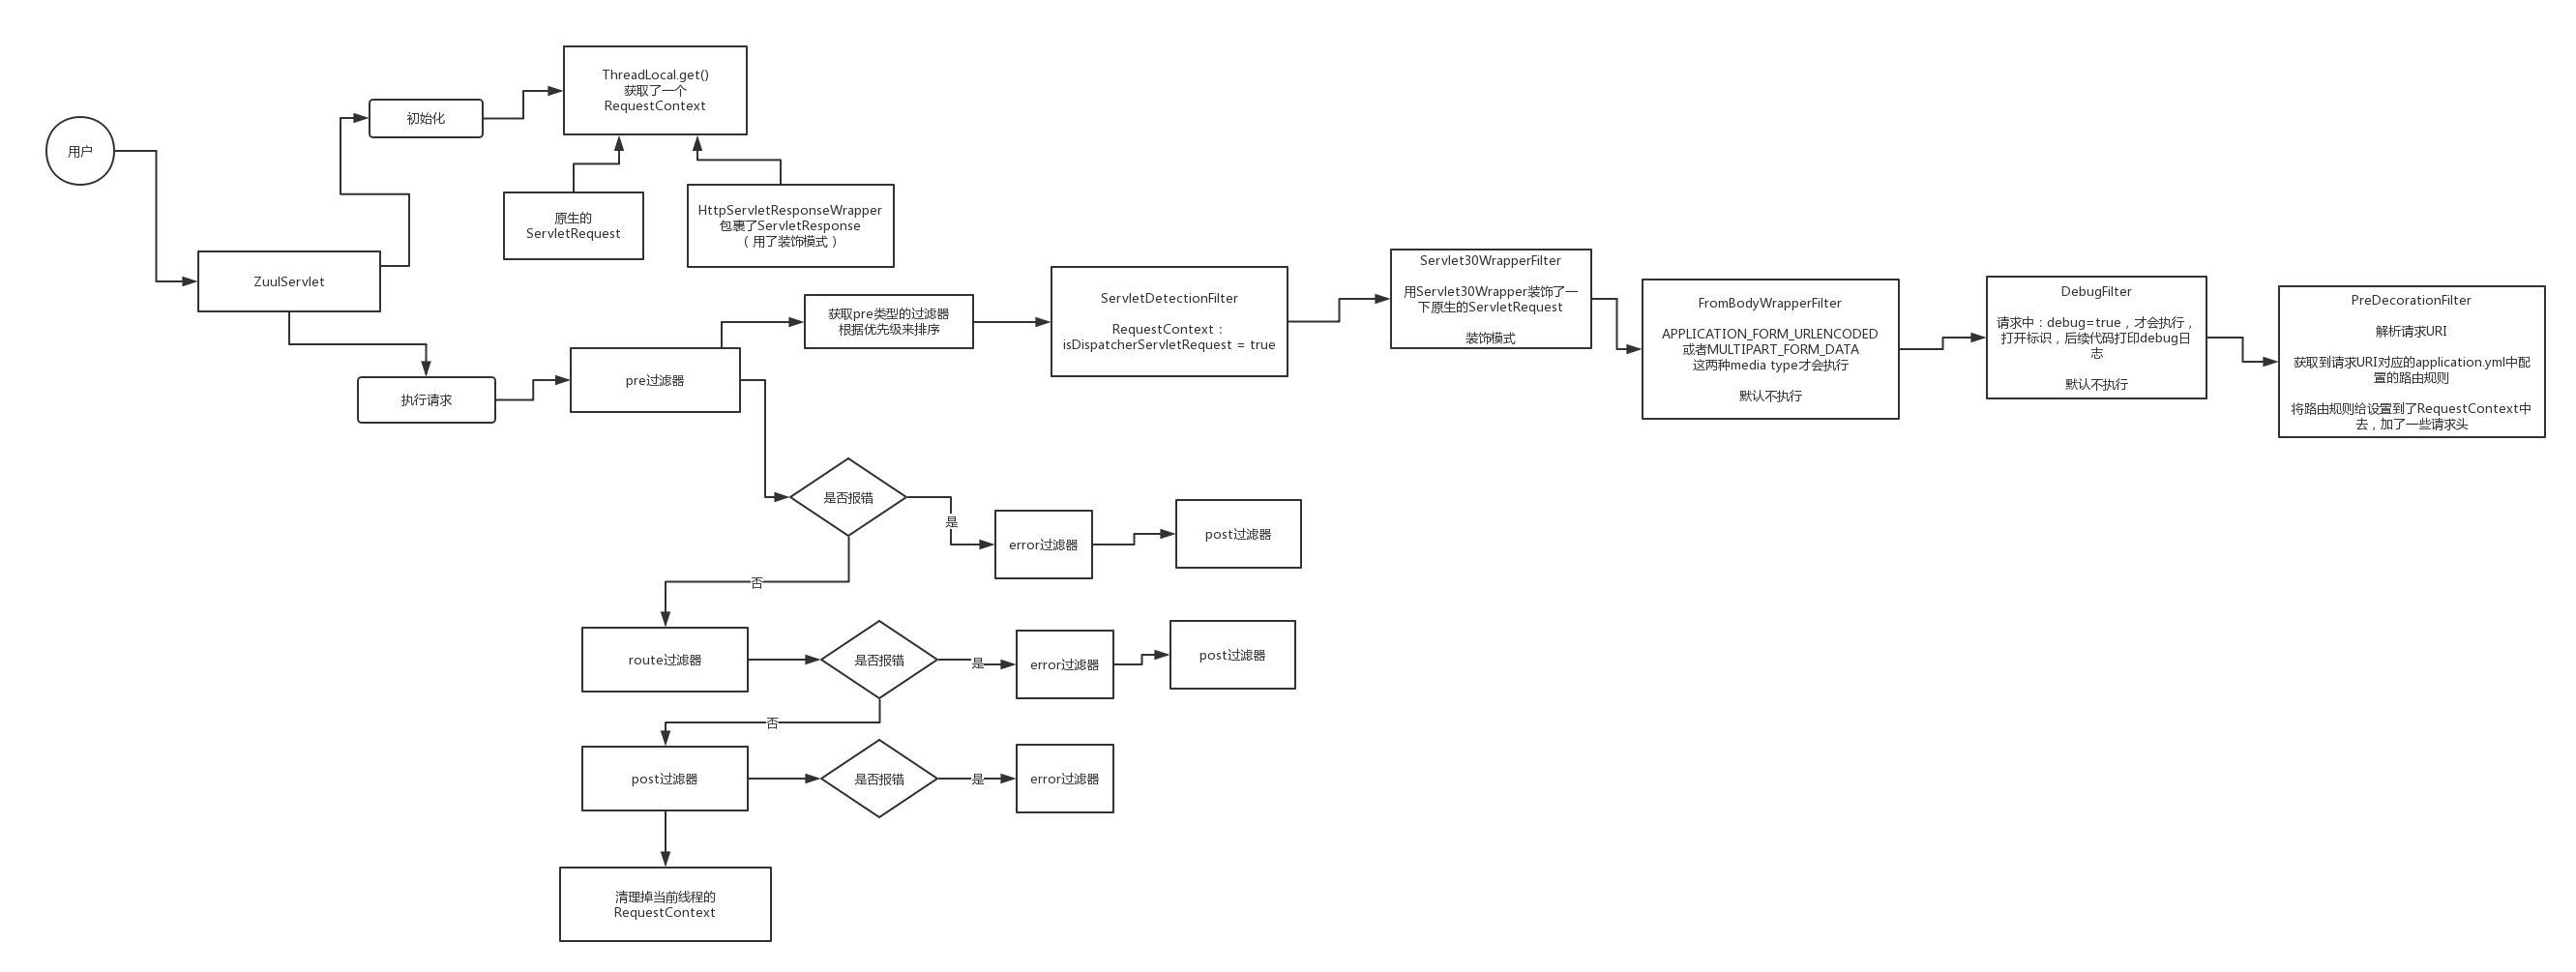 用户
ZuulServlet
初始化
ThreadLocal.get()
获取了一个
RequestContext
原生的
ServletRequest
HttpServletResponseWrapper
包裹了ServletResponse
（用了装饰模式）
执行请求
pre过滤器
获取pre类型的过滤器
根据优先级来排序
ServletDetectionFilter
RequestContext：
isDispatcherServletRequest = true
Servlet30WrapperFilter
用Servlet30Wrapper装饰了一
下原生的ServletRequest
装饰模式
FromBodyWrapperFilter
APPLICATION_FORM_URLENCODED
或者MULTIPART_FORM_DATA
这两种media type才会执行
默认不执行
DebugFilter
请求中：debug=true，才会执行，
打开标识，后续代码打印debug日
志
默认不执行
PreDecorationFilter
解析请求URI
获取到请求URI对应的application.yml中配
置的路由规则
将路由规则给设置到了RequestContext中
去，加了一些请求头
是否报错
是
error过滤器
post过滤器
否
route过滤器
是否报错
是
error过滤器
post过滤器
否
post过滤器
是否报错
是
error过滤器
清理掉当前线程的
RequestContext